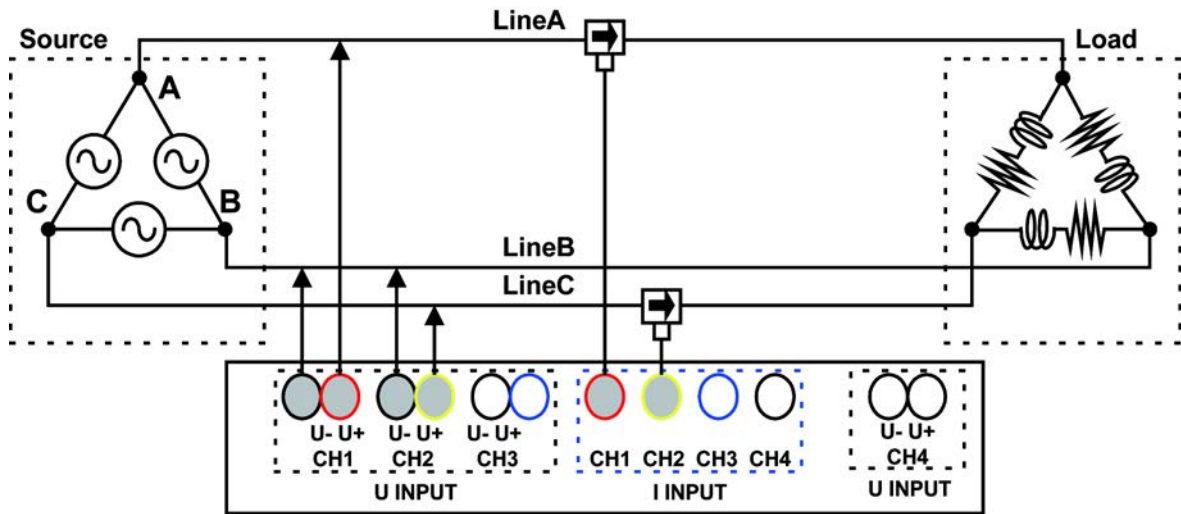 LineA
Source
Load
A
C
B
LineB
LineC
U- U+
U- U+
U- U+
U- U+
CH1
CH2
CH3
CH1
CH2
CH3
CH4
CH4
U INPUT
I INPUT
U INPUT